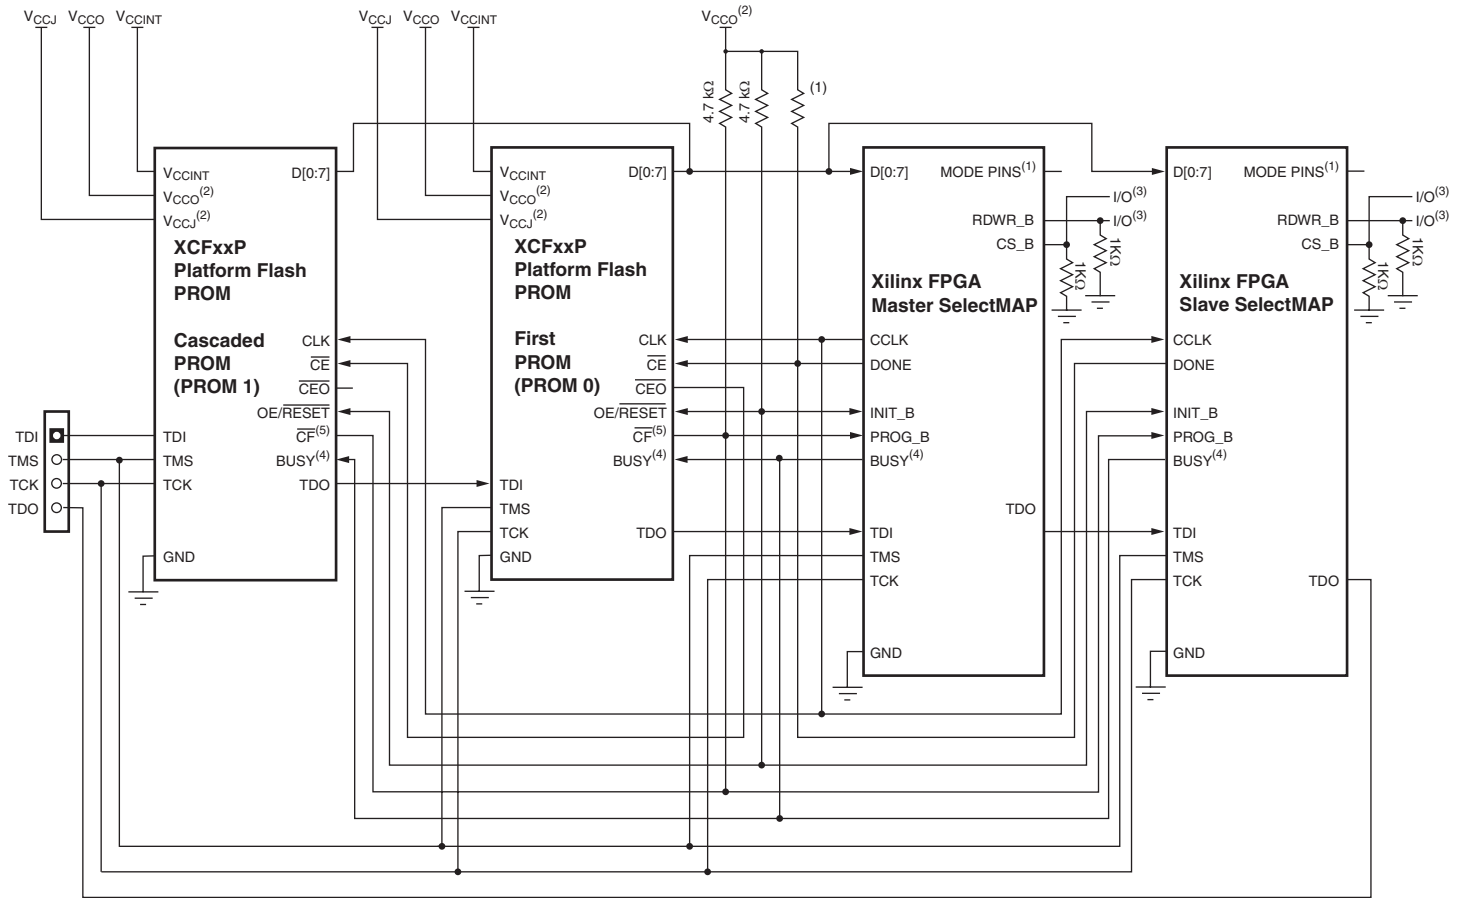 VCCJ VCCO VCCINT VCCJ VCCO VCCINT VCCO(2)
4.7 kΩ 4.7 kΩ (1)
VCCINT
VCCO(2)
VCCJ(2)
D[0:7]
XCFxxP
Platform Flash
PROM
Cascaded
PROM
(PROM 1)
CLK
CE
CEO
OE/RESET
CF(5)
BUSY(4)
TDO
TDI
TMS
TCK
GND
TDI
TMS
TCK
TDO
VCCINT
VCCO(2)
VCCJ(2)
D[0:7]
XCFxxP
Platform Flash
PROM
First
PROM
(PROM 0)
CLK
CE
CEO
OE/RESET
CF(5)
BUSY(4)
TDI
TMS
TCK
TDO
GND
D[0:7]
MODE PINS(1)
RDWR_B
CS_B
I/O(3)
I/O(3)
1KΩ
1KΩ
Xilinx FPGA
Master SelectMAP
CCLK
DONE
INIT_B
PROG_B
BUSY(4)
TDO
TDI
TMS
TCK
GND
D[0:7]
MODE PINS(1)
RDWR_B
CS_B
I/O(3)
I/O(3)
1KΩ
1KΩ
Xilinx FPGA
Slave SelectMAP
CCLK
DONE
INIT_B
PROG_B
BUSY(4)
TDI
TMS
TCK
TDO
GND